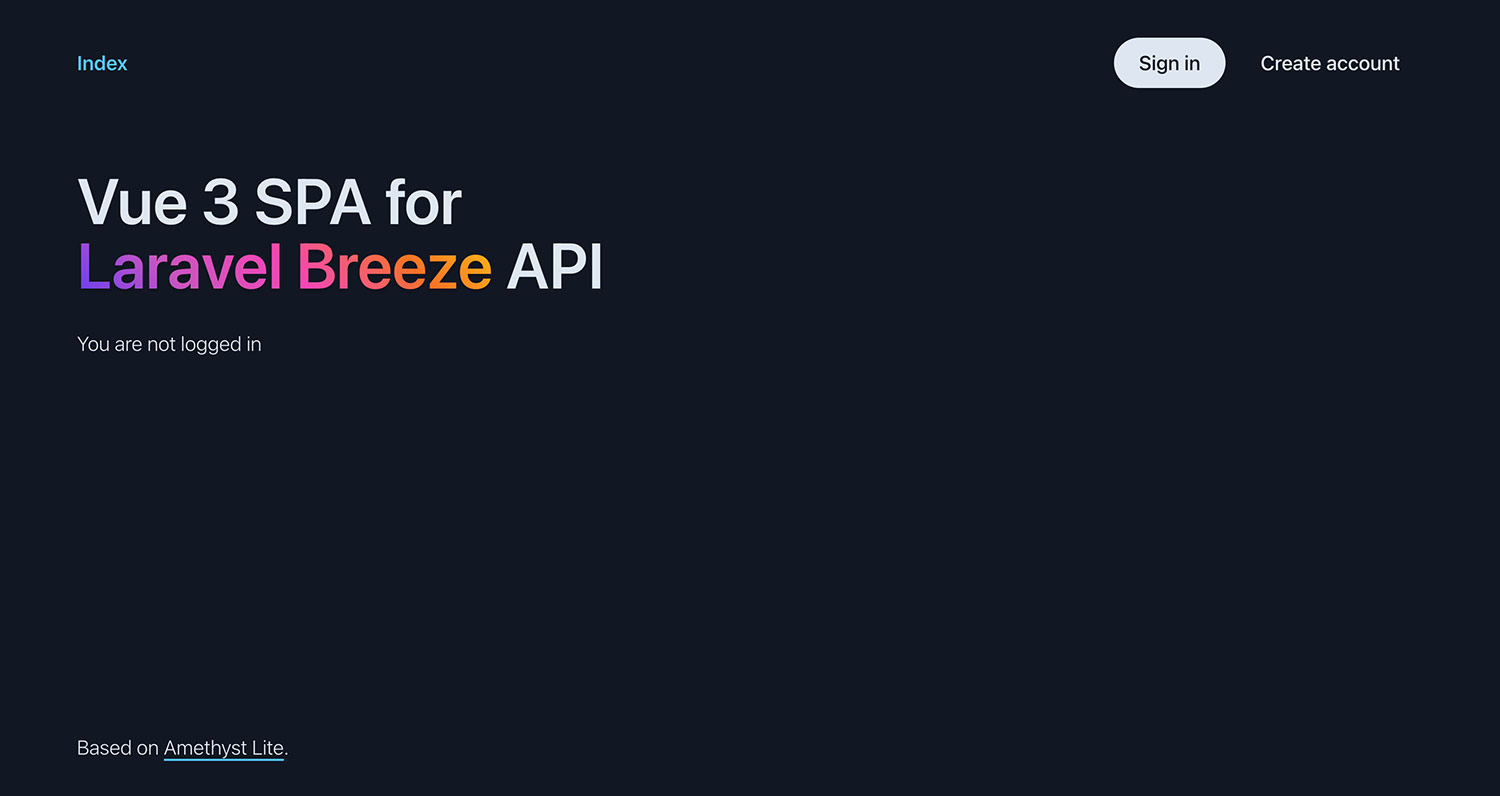 Index
Sign in
Create account
Vue 3 SPA for
Laravel Breeze API
You are not logged in
Based on Amethyst Lite.